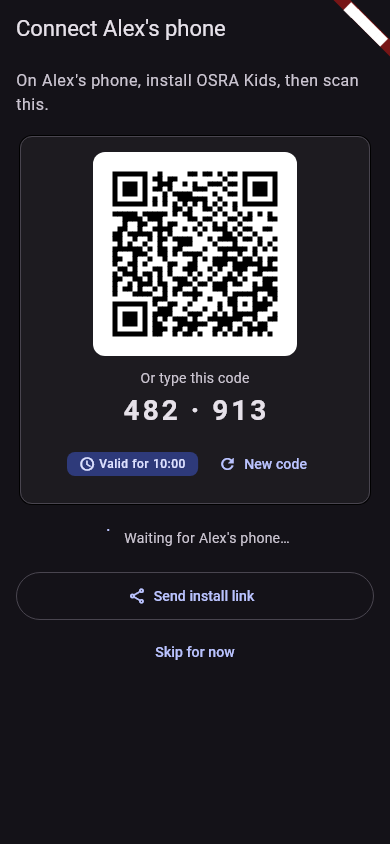 Connect Alex's phone
On Alex's phone, install OSRA Kids, then scan
this.
Or type this code
482 · 913
Valid for 10:00
New code
Waiting for Alex's phone…
Send install link
Skip for now